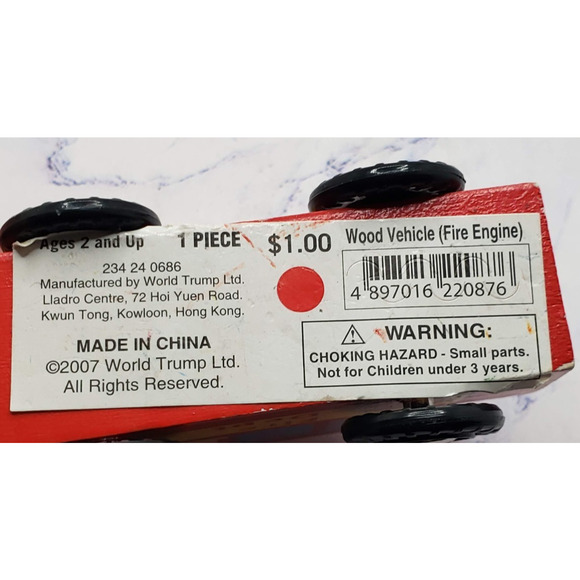 Ages 2 and Up 1 PIECE $1.00 Wood Vehicle (Fire Engine)
234 24 0686
Manufactured by World Trump Ltd.
Lladro Centre, 72 Hoi Yuen Road.
Kwun Tong, Kowloon, Hong Kong.
MADE IN CHINA
©2007 World Trump Ltd.
All Rights Reserved.
4 897016 220876
WARNING:
CHOKING HAZARD - Small parts.
Not for Children under 3 years.